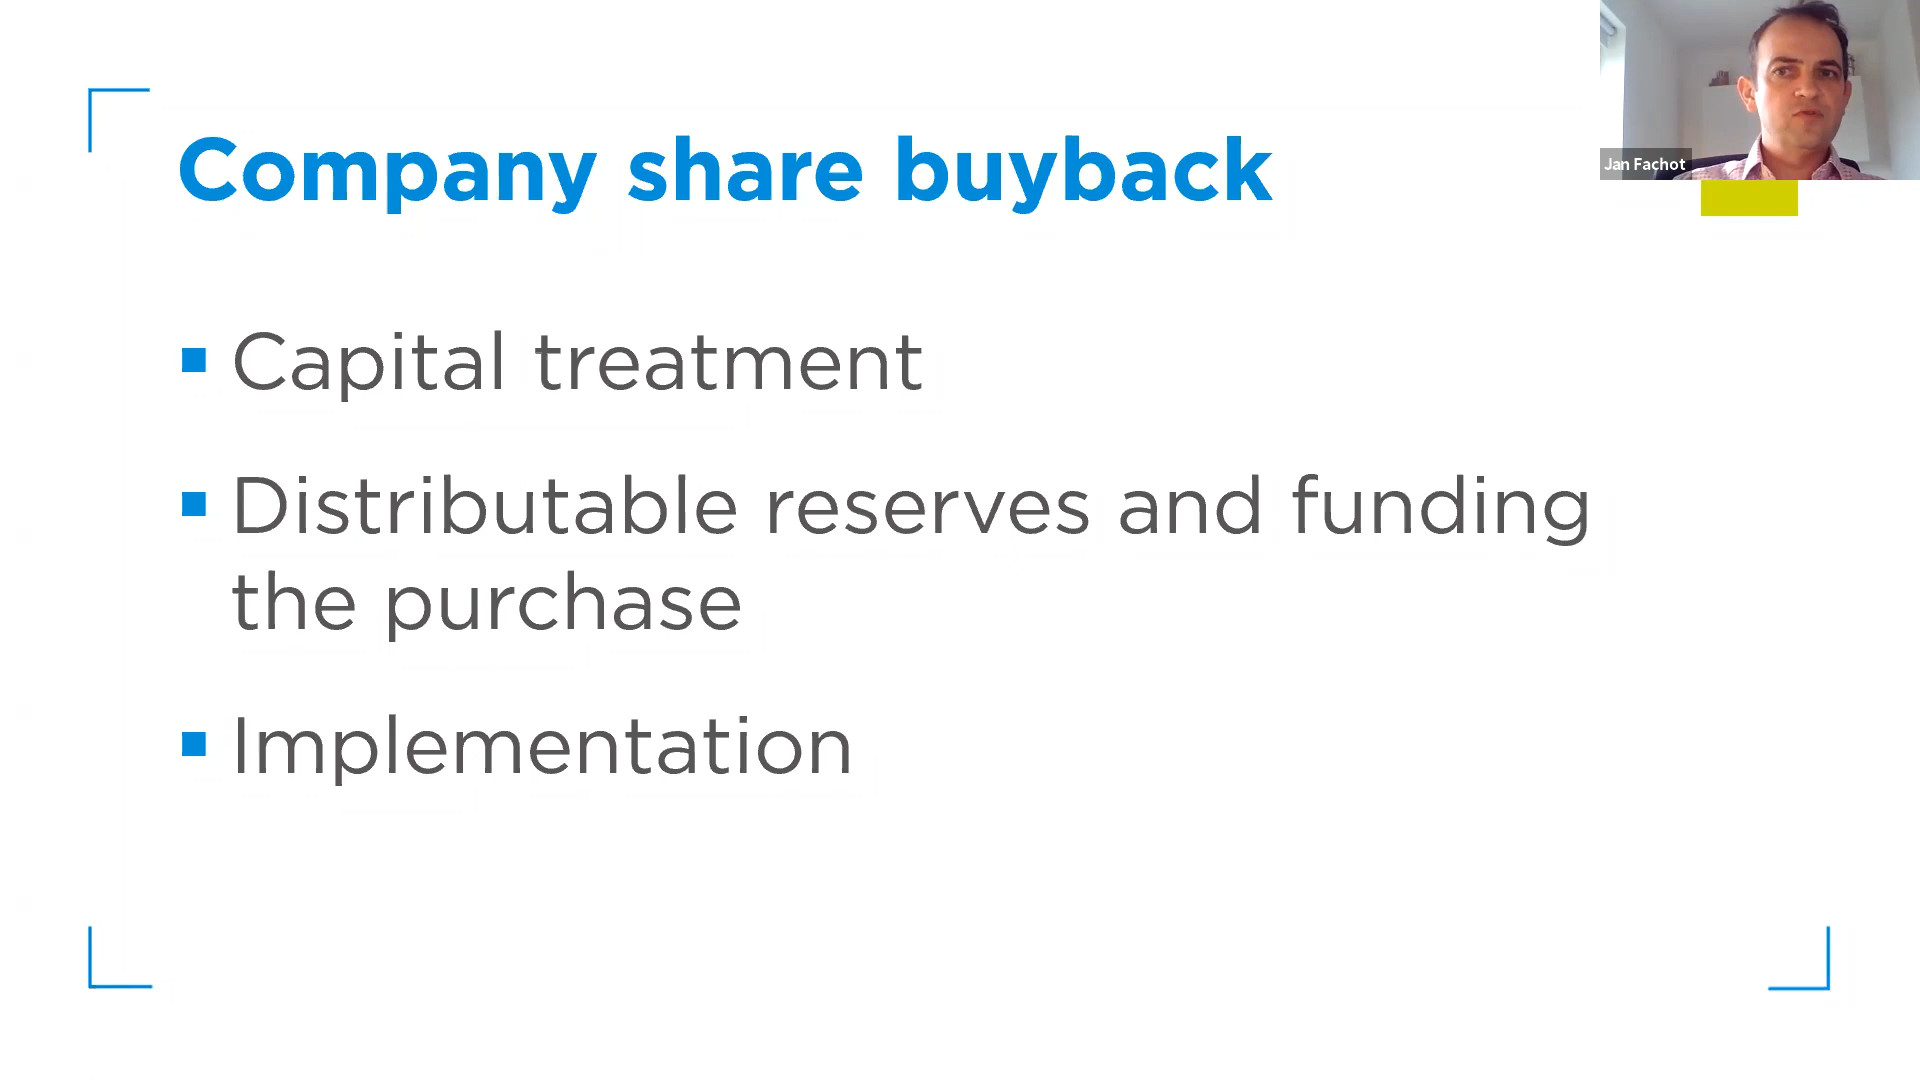 Company share buyback
Jan Fachot
Capital treatment
Distributable reserves and funding
the purchase
Implementation